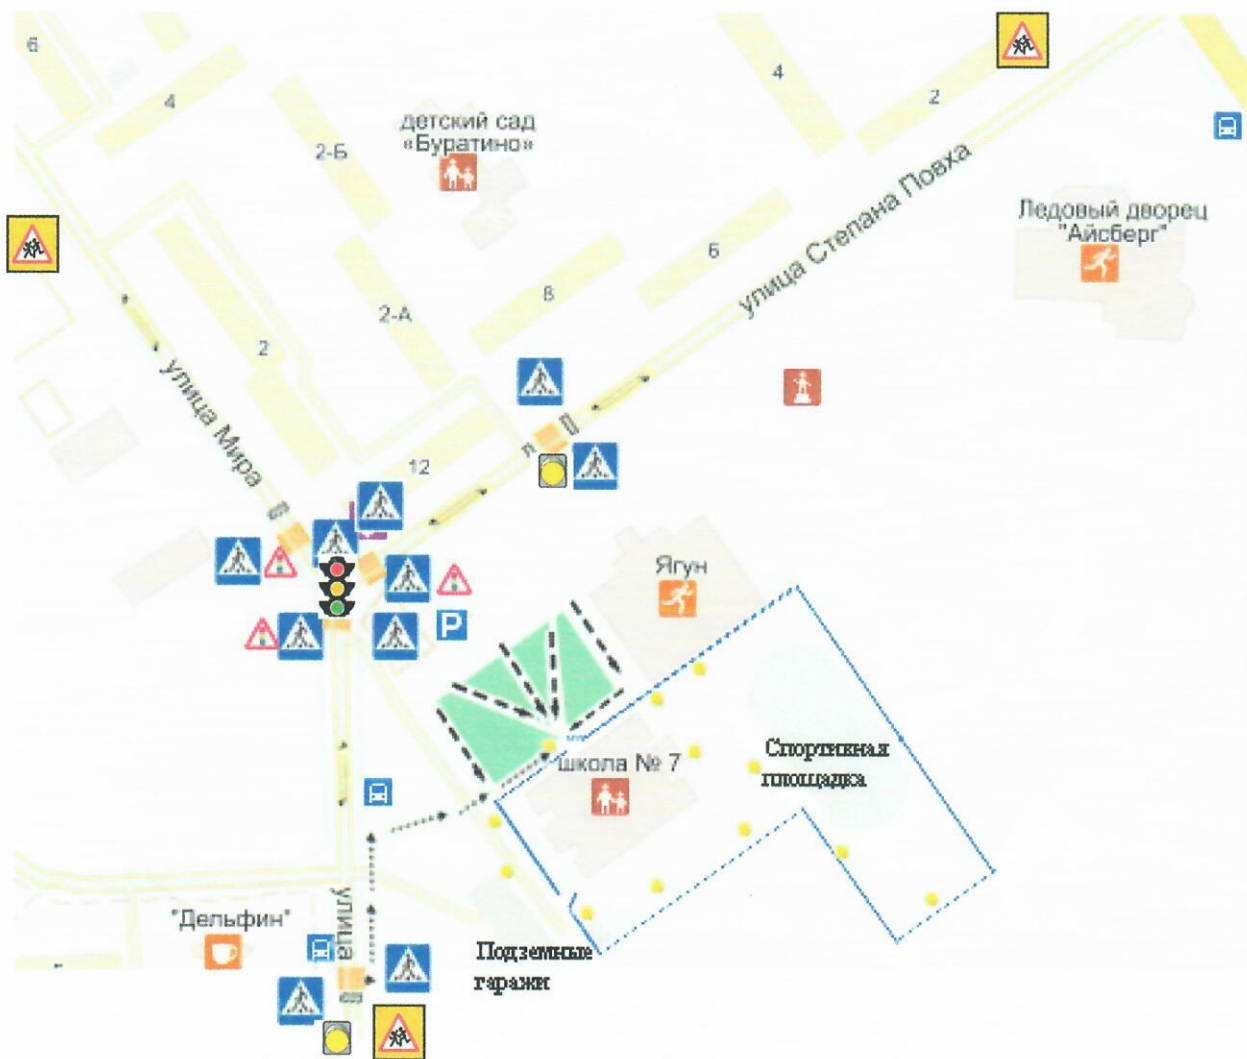 6
4
2-Б
детский сад
«Буратино»
4
2
улица Степана Повха
Ледовый дворец
"Айсберг"
6
8
2-А
2
улица Мира
12
Ягун
P
школа № 7
Спортивная
площадка
улица
"Дельфин"
Подземные
гаражи